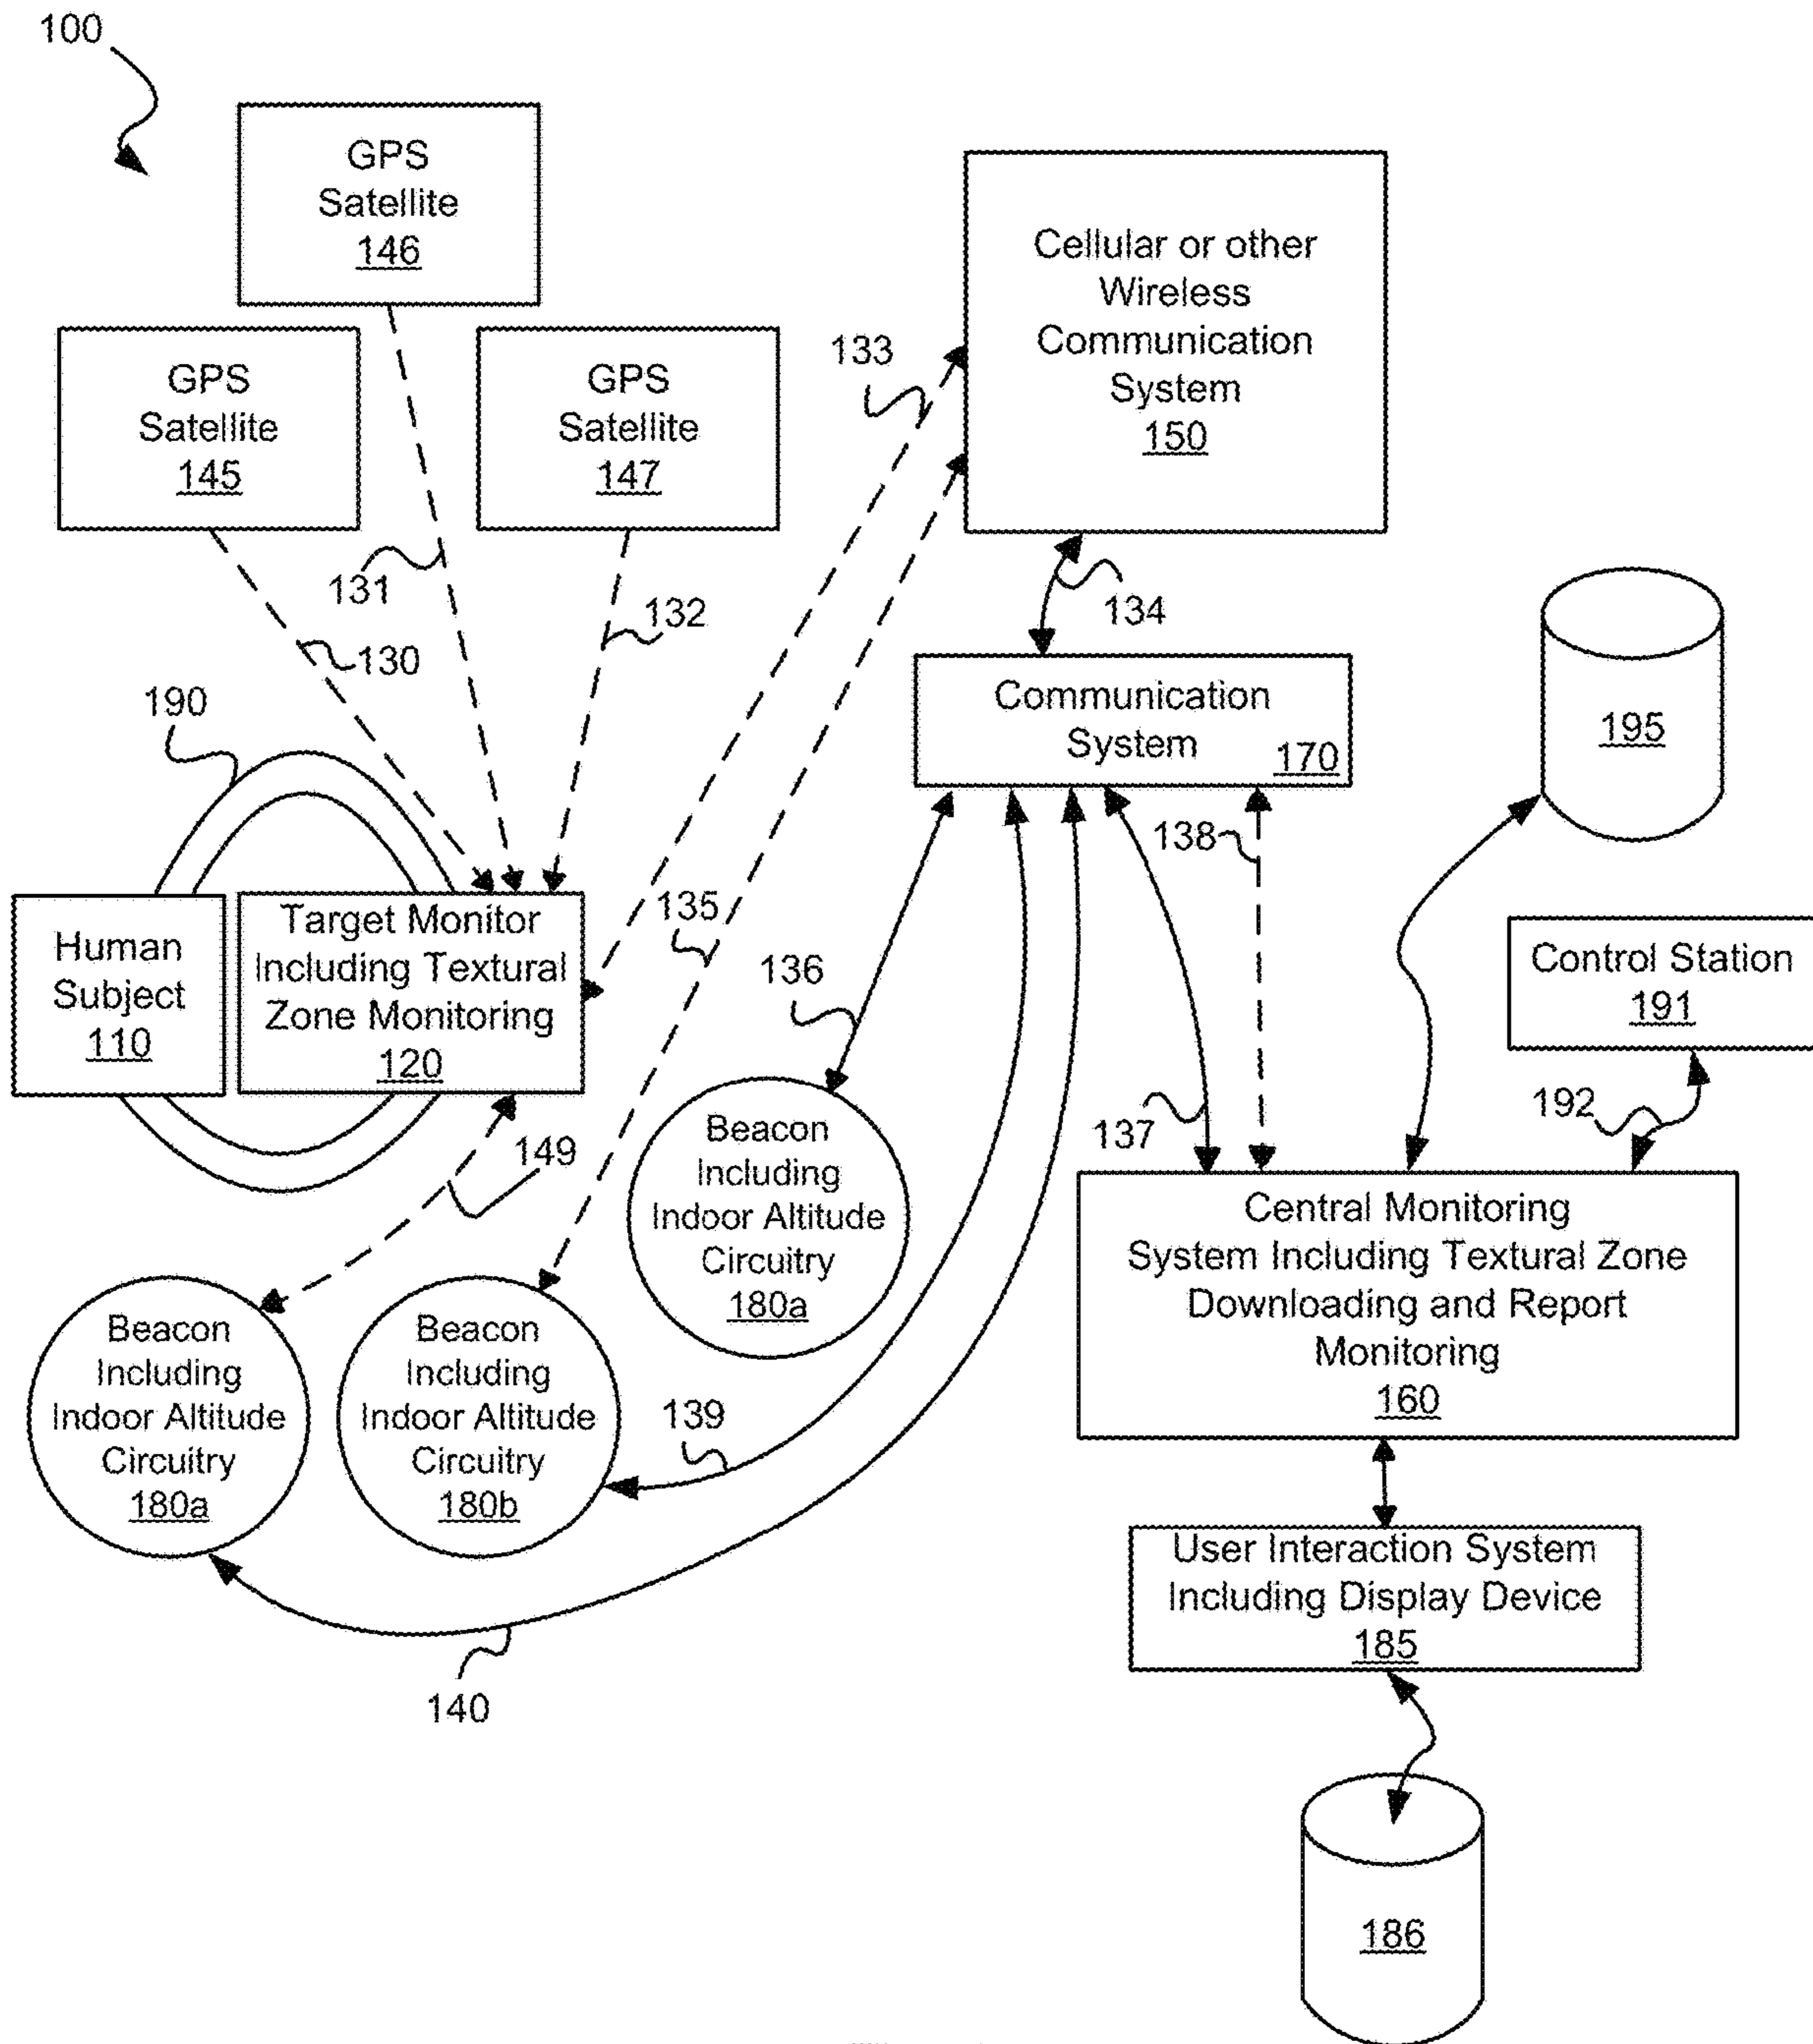 100
GPS
Satellite
146
GPS
Satellite
145
GPS
Satellite
147
Cellular or other
Wireless
Communication
System
150
133
131
132
130
134
190
Communication
System
170
195
138
Human
Subject
110
Target Monitor
Including Textural
Zone Monitoring
120
135
136
Control Station
191
192
137
149
Beacon
Including
Indoor Altitude
Circuitry
180a
Central Monitoring
System Including Textural Zone
Downloading and Report
Monitoring
160
Beacon
Including
Indoor Altitude
Circuitry
180a
Beacon
Including
Indoor Altitude
Circuitry
180b
139
140
User Interaction System
Including Display Device
185
186